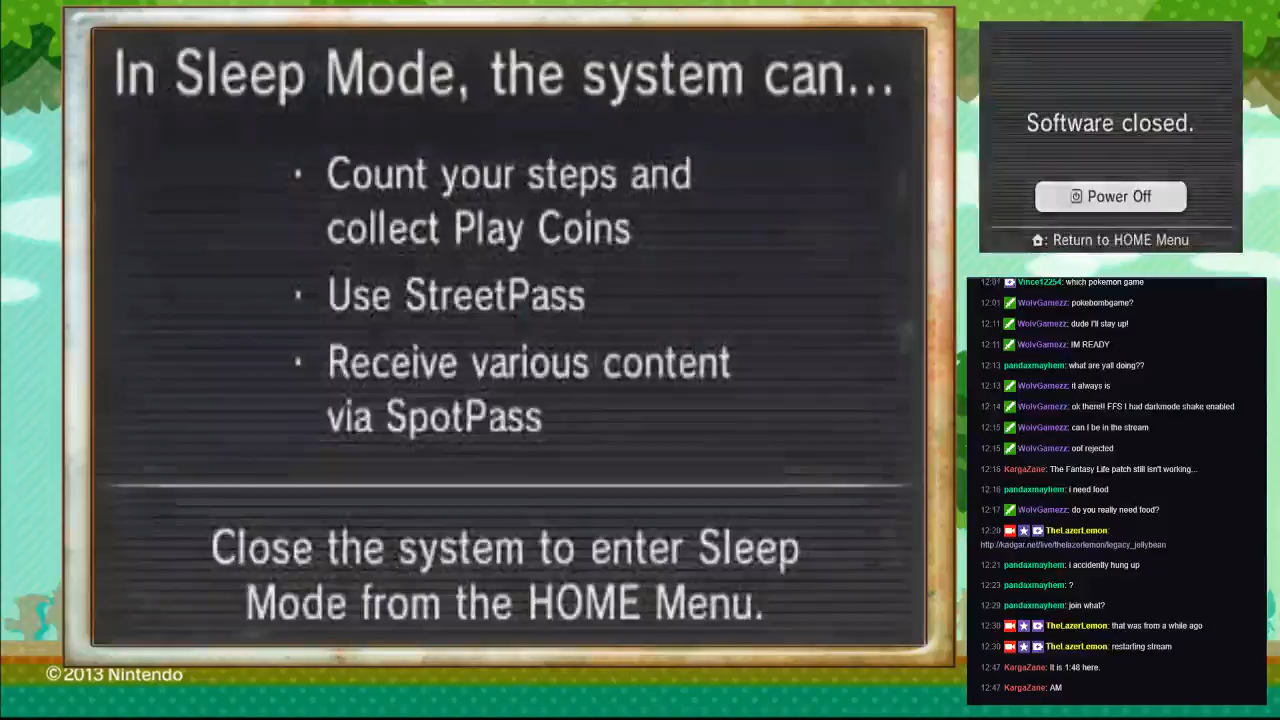 In Sleep Mode, the system can...
· Count your steps and
collect Play Coins
· Use StreetPass
· Receive various content
via SpotPass
Close the system to enter Sleep
Mode from the HOME Menu.
©2013 Nintendo
Software closed.
Power Off
: Return to HOME Menu
12:01 Vince12254: which pokemon game
12:01 WolvGamezz: pokebombgame?
12:11 WolvGamezz: dude I'll stay up!
12:11 WolvGamezz: IM READY
12:13 pandaxmayhem: what are yall doing??
12:13 WolvGamezz: it always is
12:14 WolvGamezz: ok there!! FFS I had darkmode shake enabled
12:15 WolvGamezz: can I be in the stream
12:15 WolvGamezz: oof rejected
12:16 KargaZane: The Fantasy Life patch still isn't working...
12:16 pandaxmayhem: i need food
12:17 WolvGamezz: do you really need food?
12:20 TheLazerLemon:
http://kadgar.net/live/thelazerlemon/legacy_jellybean
12:21 pandaxmayhem: i accidently hung up
12:23 pandaxmayhem: ?
12:29 pandaxmayhem: join what?
12:30 TheLazerLemon: that was from a while ago
12:30 TheLazerLemon: restarting stream
12:47 KargaZane: It is 1:48 here.
12:47 KargaZane: AM